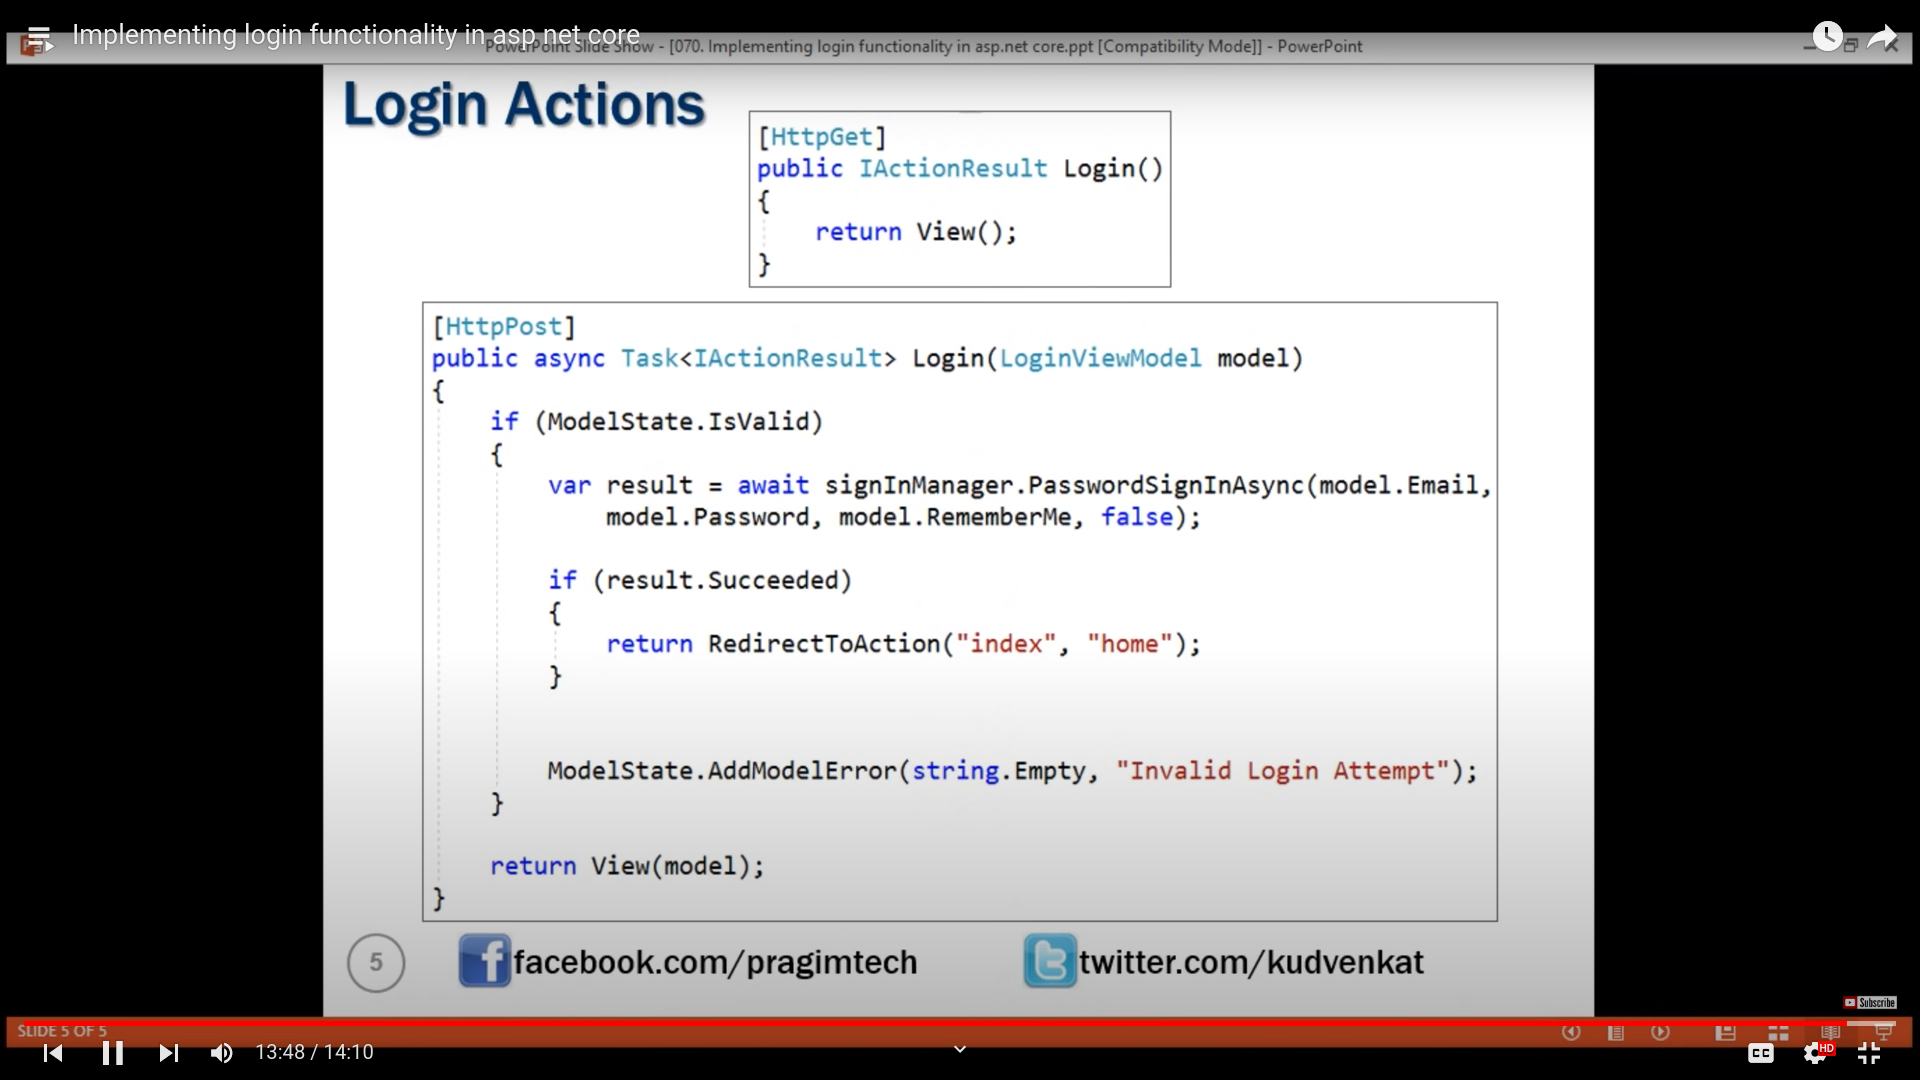 Implementing login functionality in asp net core
PowerPoint Slide Show - [070. Implementing login functionality in asp.net core.ppt [Compatibility Mode]] - PowerPoint
Login Actions
[HttpGet]
public IActionResult Login()
{
return View();
}
[HttpPost]
public async Task<IActionResult> Login(LoginViewModel model)
{
if (ModelState.IsValid)
{
var result = await signInManager.PasswordSignInAsync(model.Email,
model.Password, model.RememberMe, false);
if (result.Succeeded)
{
return RedirectToAction("index", "home");
}
ModelState.AddModelError(string.Empty, "Invalid Login Attempt");
}
return View(model);
}
5
facebook.com/pragimtech
twitter.com/kudvenkat
Subscribe
SLIDE 5 OF 5
13:48 / 14:10
CC
HD